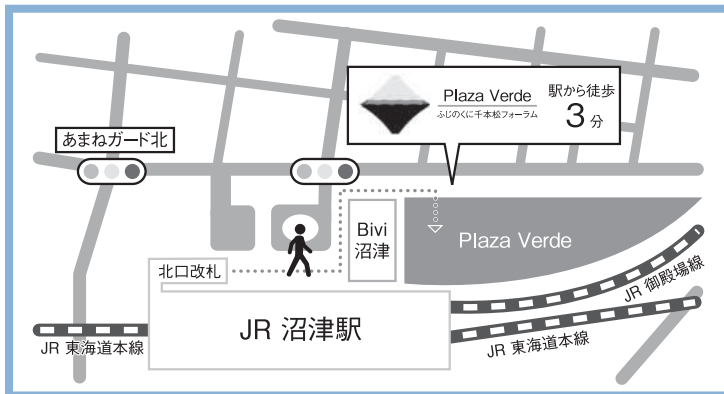 あまねガード北
Plaza Verde
ふじのくに千本松フォーラム
駅から徒歩
3分
Bivi
沼津
Plaza Verde
北口改札
JR 沼津駅
JR 御殿場線
JR 東海道本線
JR 東海道本線